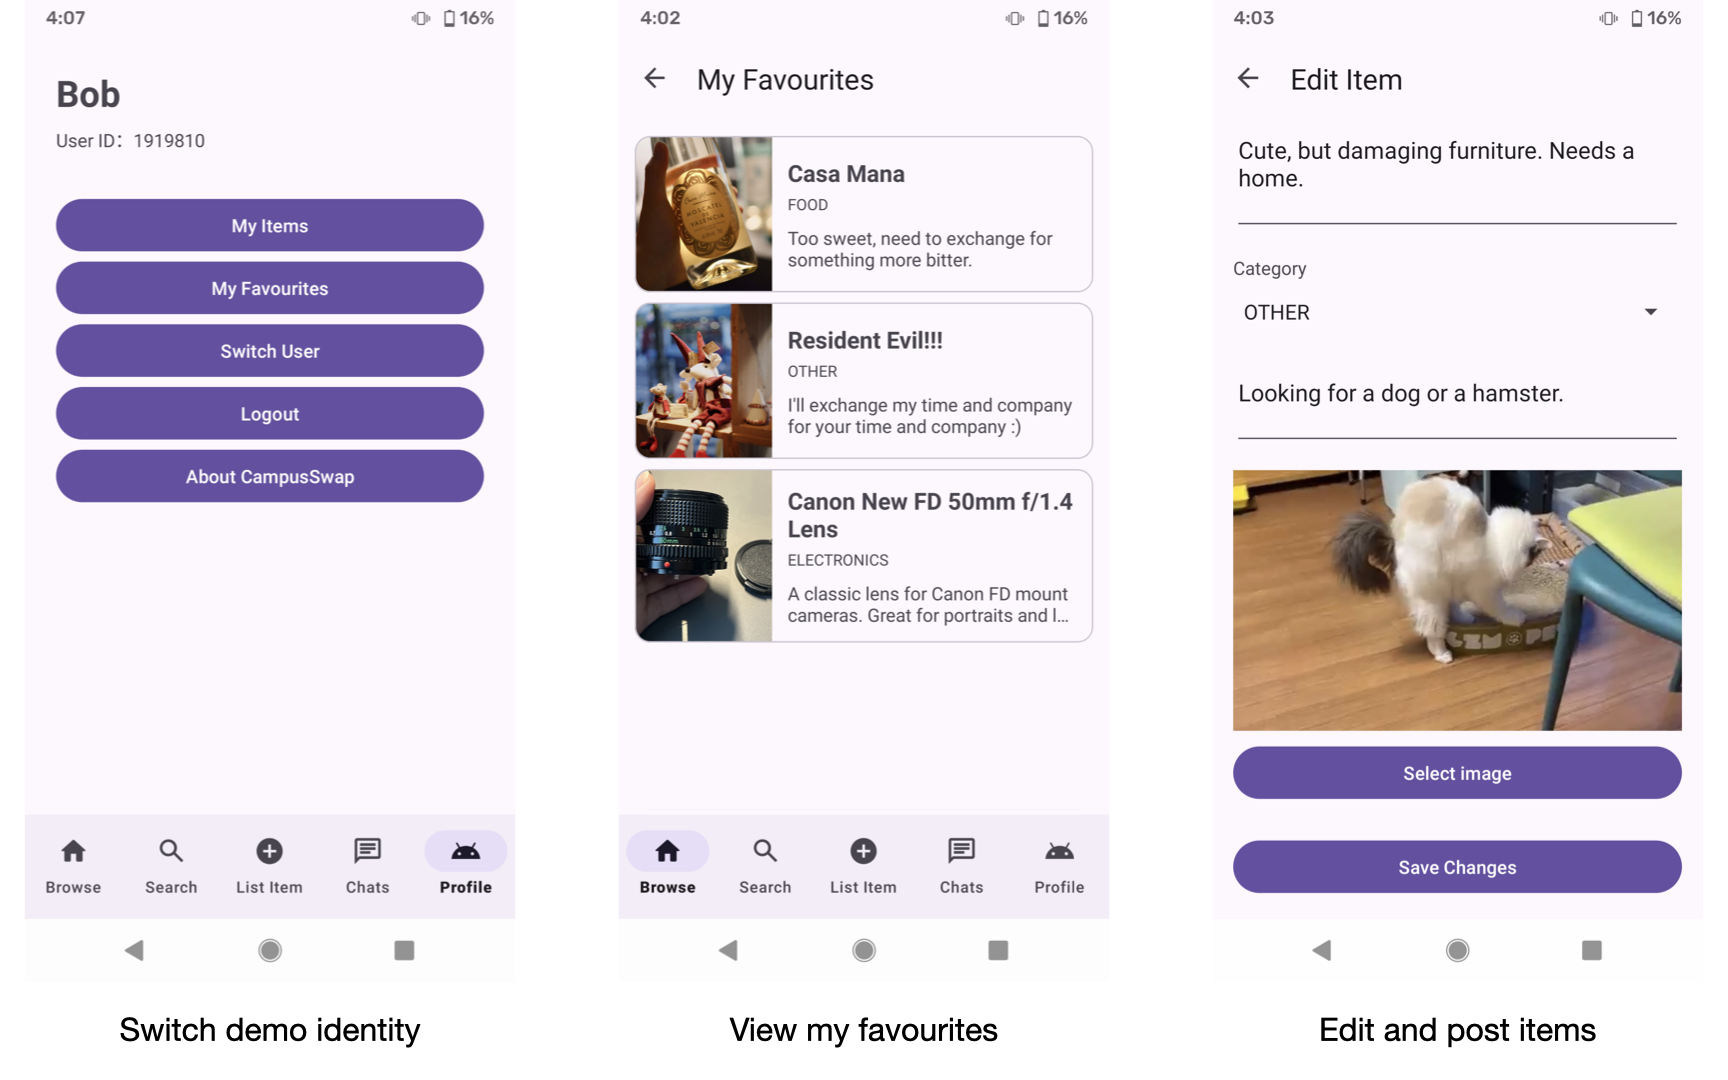 4:07
16%
Bob
User ID: 1919810
My Items
My Favourites
Switch User
Logout
About CampusSwap
Browse
Search
List Item
Chats
Profile
Switch demo identity
4:02
16%
My Favourites
MOSCATEL
DE
VALENCIA
Casa Mana
FOOD
Too sweet, need to exchange for
something more bitter.
Resident Evil!!!
OTHER
I'll exchange my time and company
for your time and company :)
Canon New FD 50mm f/1.4
Lens
ELECTRONICS
A classic lens for Canon FD mount
cameras. Great for portraits and l...
Browse
Search
List Item
Chats
Profile
View my favourites
4:03
16%
Edit Item
Cute, but damaging furniture. Needs a
home.
Category
OTHER
Looking for a dog or a hamster.
Select image
Save Changes
Edit and post items